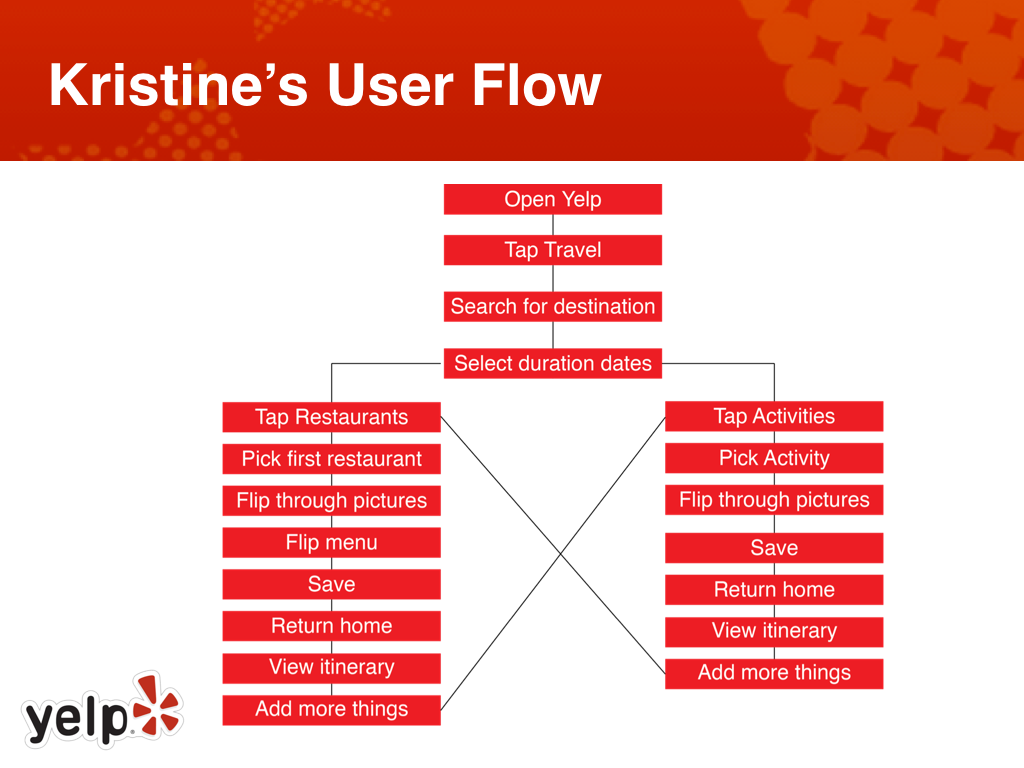 Kristine’s User Flow
Open Yelp
Tap Travel
Search for destination
Select duration dates
Tap Restaurants
Pick first restaurant
Flip through pictures
Flip menu
Save
Return home
View itinerary
Add more things
Tap Activities
Pick Activity
Flip through pictures
Save
Return home
View itinerary
Add more things
yelp